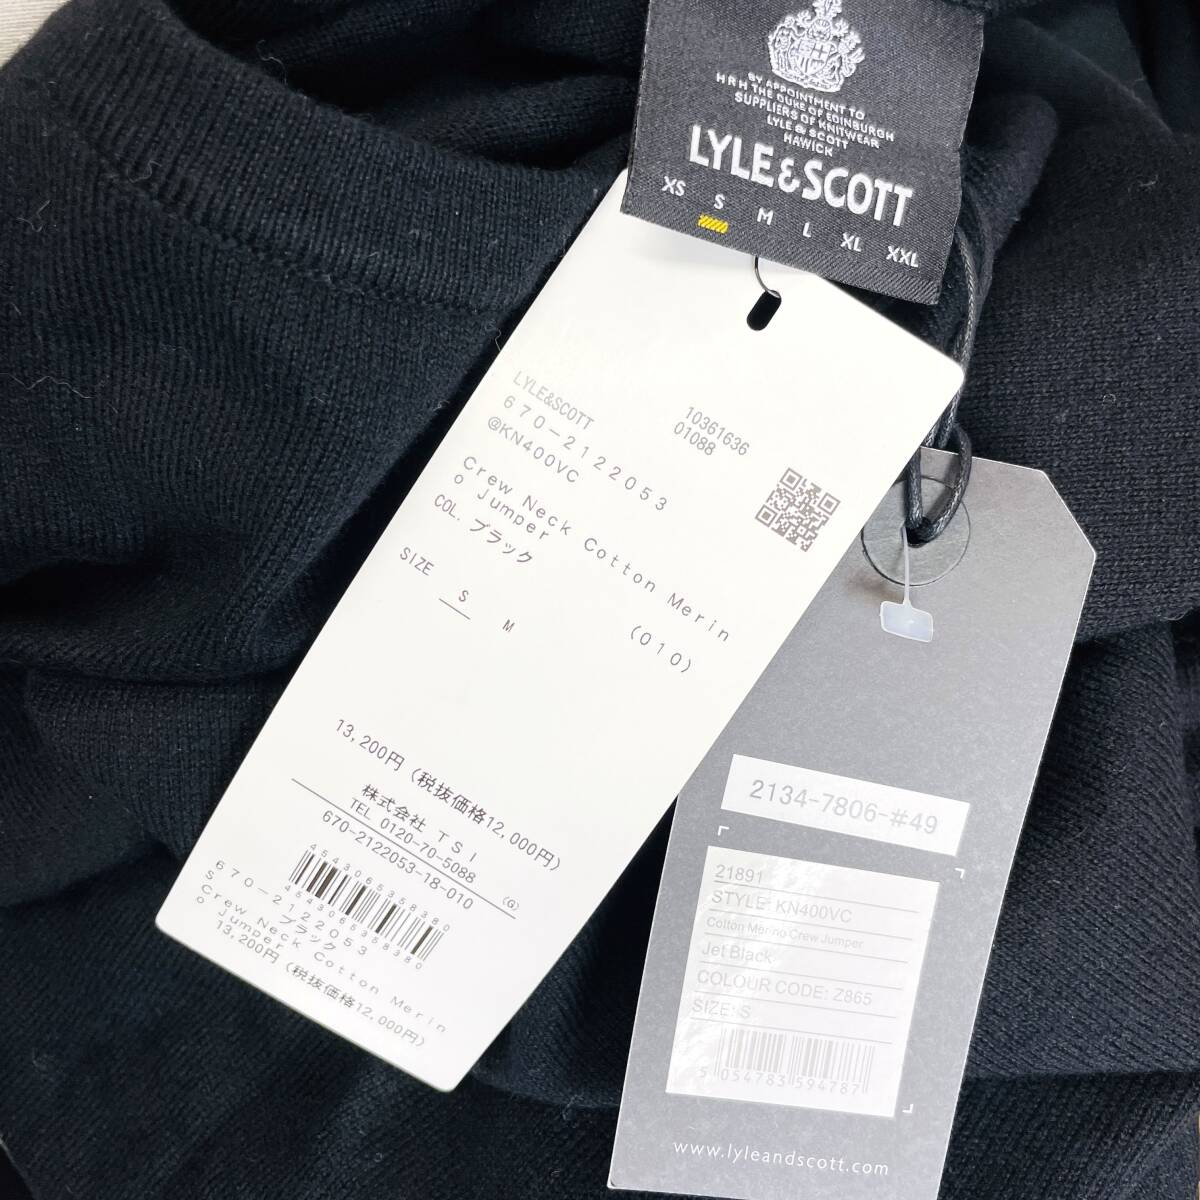 BY APPOINTMENT TO
HRH THE DUKE OF EDINBURGH
SUPPLIERS OF KNITWEAR
LYLE & SCOTT
HAWICK
LYLE&SCOTT
XS S M L XL XXL
LYLE&SCOTT 10361636
670-2122053 01088
@KN400VC
Crew Neck Cotton Merin
o Jumper
COL. ブラック (010)
SIZE S M
13,200円(税抜価格12,000円)
株式会社 TSI
TEL 0120-70-5088
670-2122053-18-010 (G)
4543065358380
4543065358380
670-2122053
S ブラック
Crew Neck Cotton Merin
o Jumper
13,200円(税抜価格12,000円)
2134-7806-#49
21891
STYLE: KN400VC
Cotton Merino Crew Jumper
Jet Black
COLOUR CODE: Z865
SIZE: S
5 054783 594787
www.lyleandscott.com